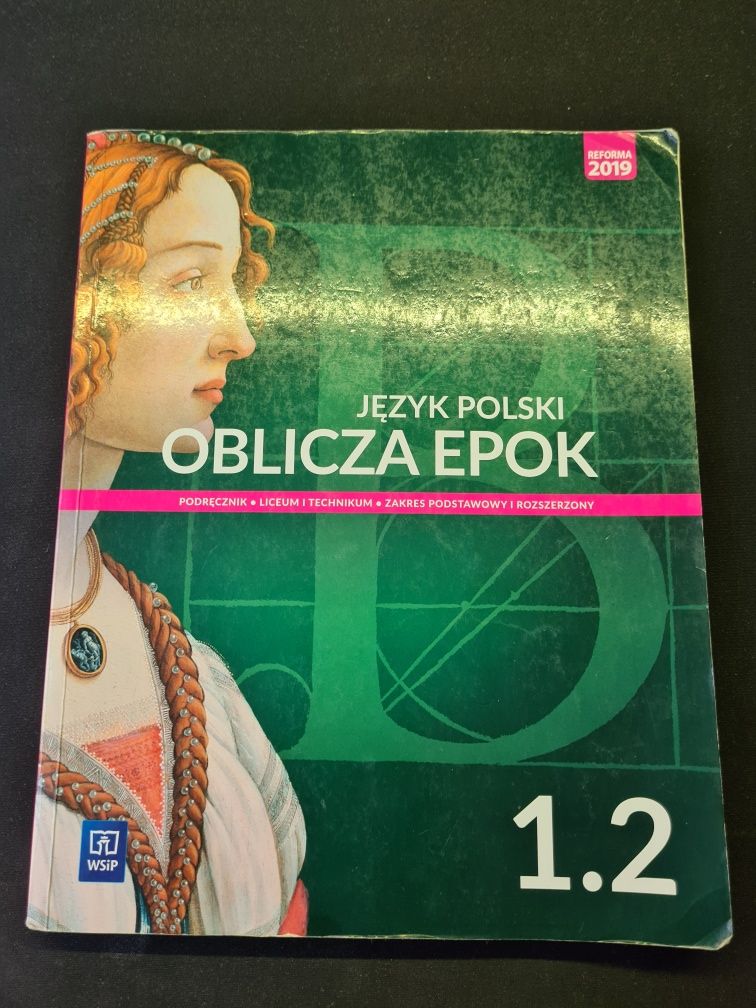 REFORMA
2019
JĘZYK POLSKI
OBLICZA EPOK
PODRĘCZNIK • LICEUM I TECHNIKUM • ZAKRES PODSTAWOWY I ROZSZERZONY
WSiP
1.2